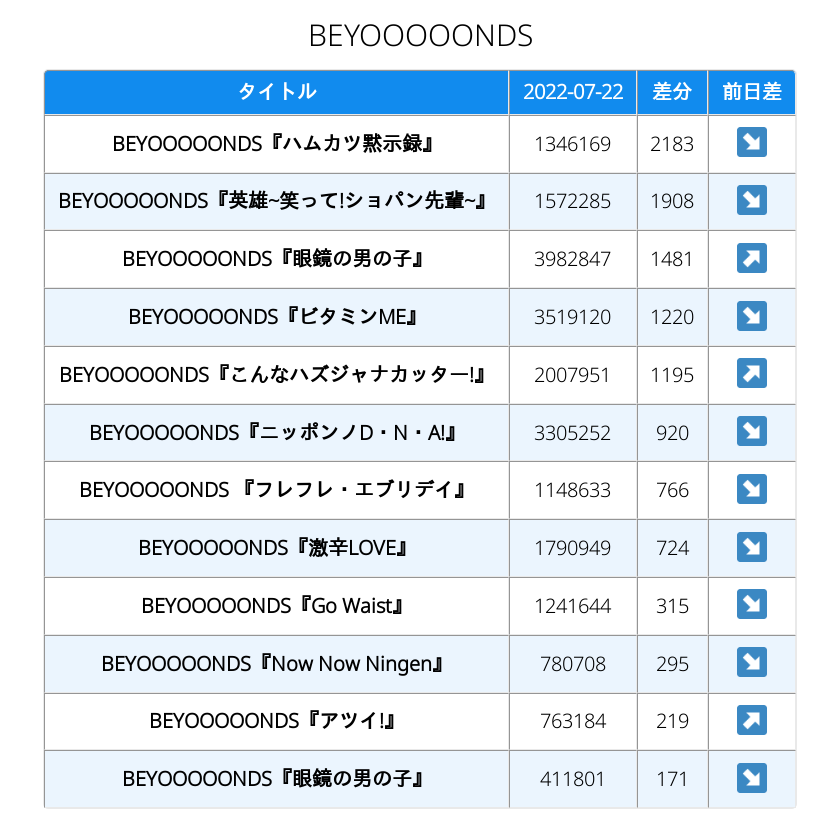 BEYOOOOONDS
タイトル 2022-07-22 差分 前日差
BEYOOOOONDS『ハムカツ黙示録』 1346169 2183 ↘
BEYOOOOONDS『英雄~笑って!ショパン先輩~』 1572285 1908 ↘
BEYOOOOONDS『眼鏡の男の子』 3982847 1481 ↗
BEYOOOOONDS『ビタミンME』 3519120 1220 ↘
BEYOOOOONDS『こんなハズジャナカッター!』 2007951 1195 ↗
BEYOOOOONDS『ニッポンノD・N・A!』 3305252 920 ↘
BEYOOOOONDS 『フレフレ・エブリデイ』 1148633 766 ↘
BEYOOOOONDS『激辛LOVE』 1790949 724 ↘
BEYOOOOONDS『Go Waist』 1241644 315 ↘
BEYOOOOONDS『Now Now Ningen』 780708 295 ↘
BEYOOOOONDS『アツイ!』 763184 219 ↗
BEYOOOOONDS『眼鏡の男の子』 411801 171 ↘